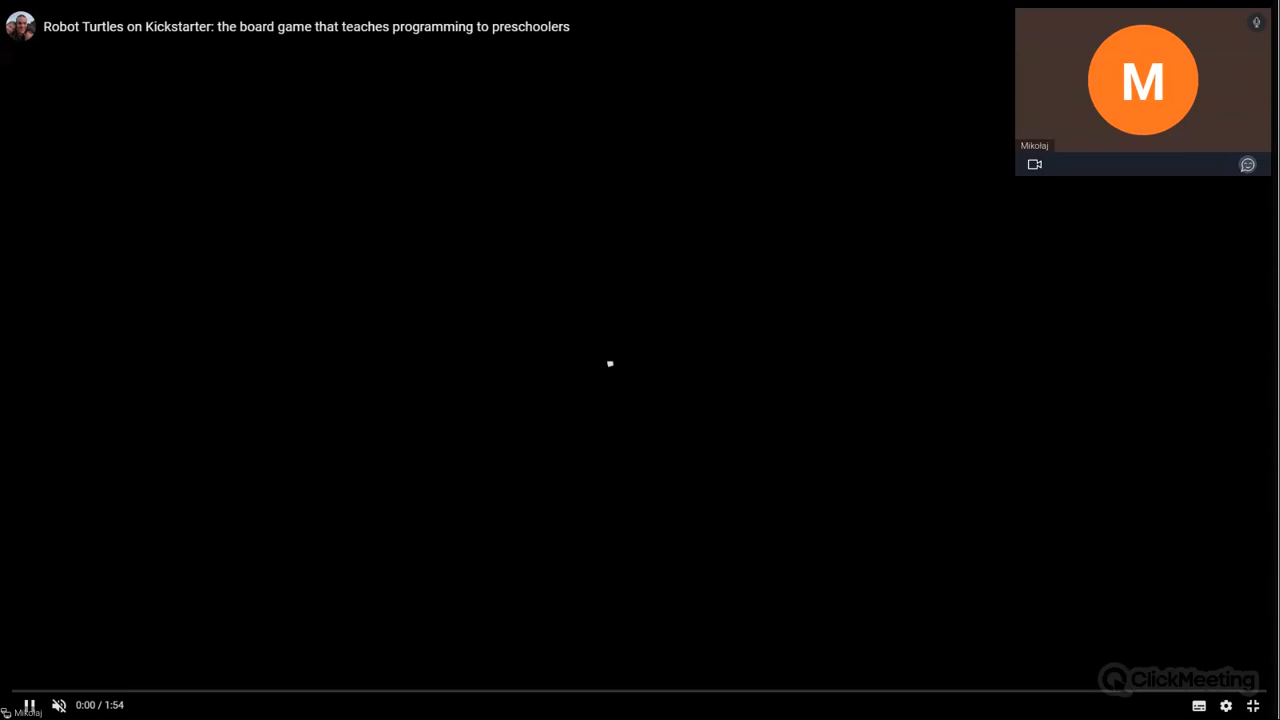 Robot Turtles on Kickstarter: the board game that teaches programming to preschoolers
M
Mikołaj
ClickMeeting
0:00 / 1:54
Mikołaj